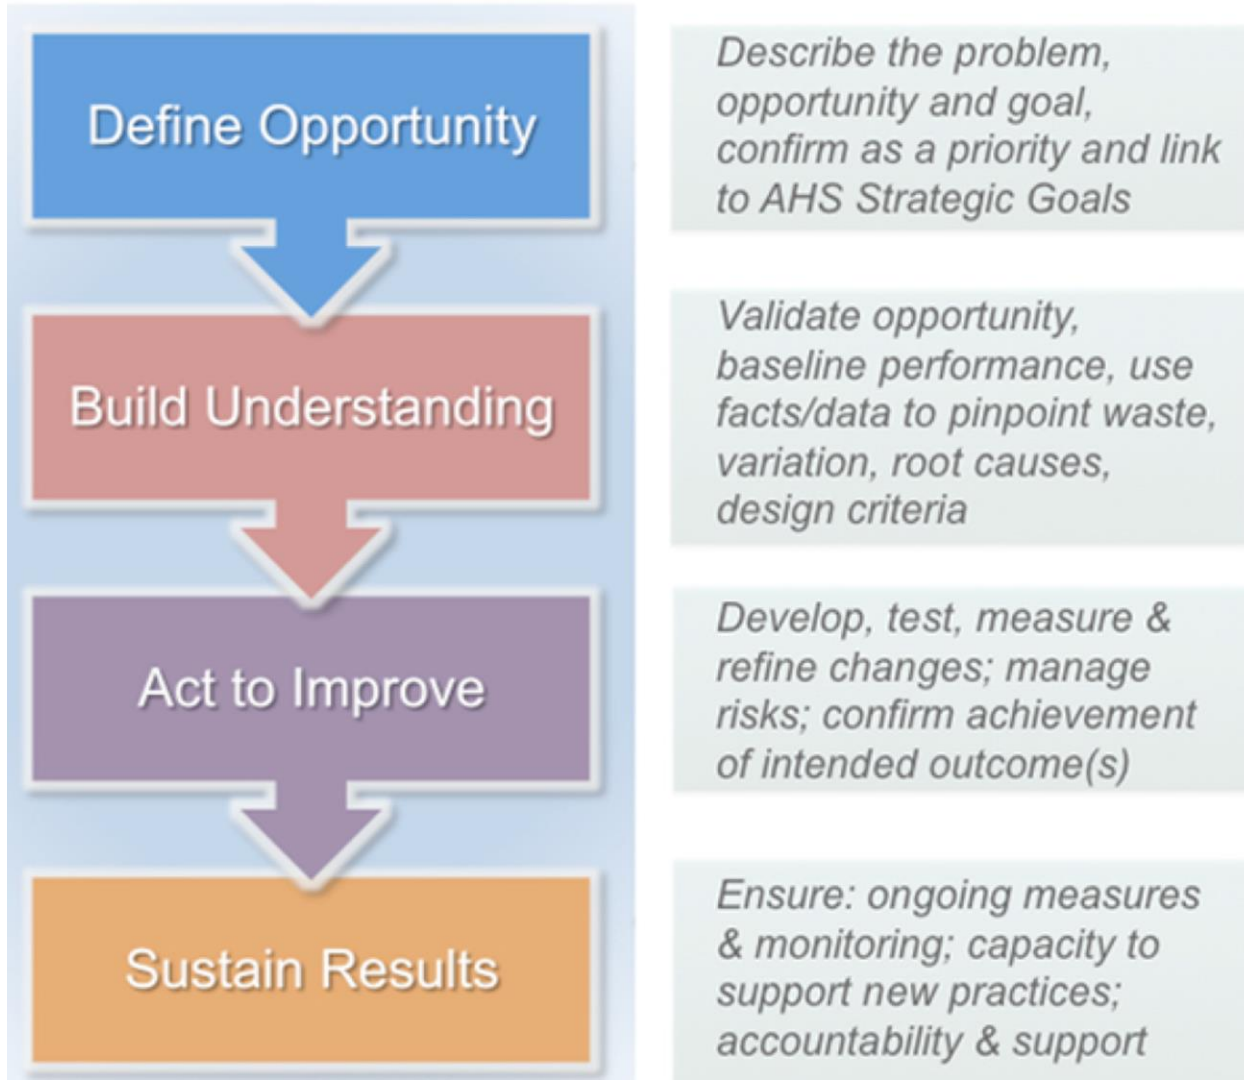 Define Opportunity
Describe the problem,
opportunity and goal,
confirm as a priority and link
to AHS Strategic Goals
Build Understanding
Validate opportunity,
baseline performance, use
facts/data to pinpoint waste,
variation, root causes,
design criteria
Act to Improve
Develop, test, measure &
refine changes; manage
risks; confirm achievement
of intended outcome(s)
Sustain Results
Ensure: ongoing measures
& monitoring; capacity to
support new practices;
accountability & support